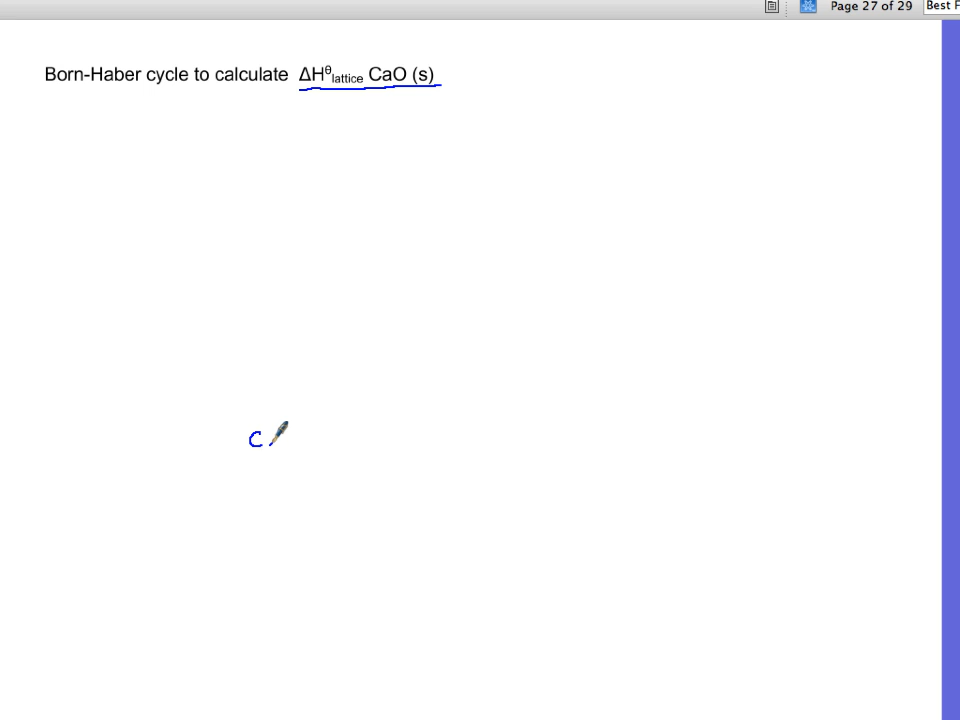 Page 27 of 29
Best F
Born-Haber cycle to calculate ΔHᶿlattice CaO (s)
c